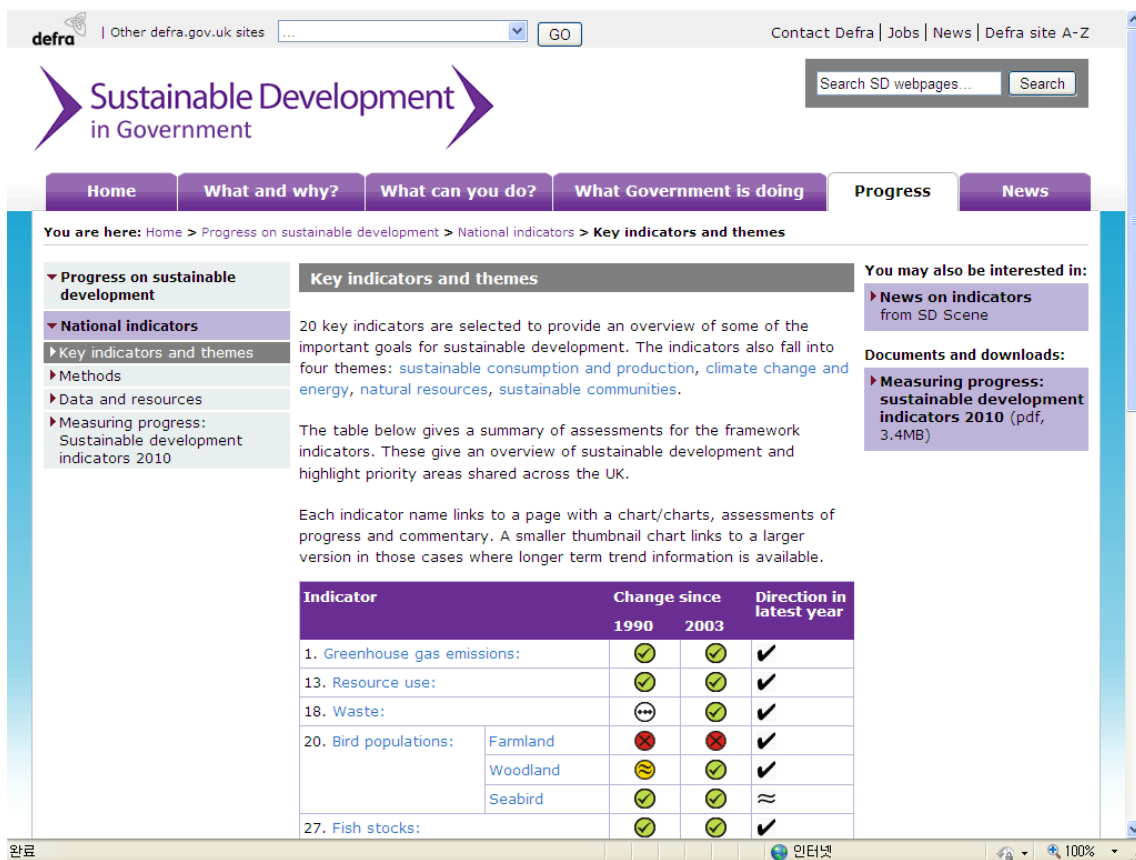 defra | Other defra.gov.uk sites ... GO Contact Defra | Jobs | News | Defra site A-Z
Sustainable Development
in Government
Search SD webpages... Search
Home What and why? What can you do? What Government is doing Progress News
You are here: Home > Progress on sustainable development > National indicators > Key indicators and themes
Progress on sustainable
development
National indicators
Key indicators and themes
Methods
Data and resources
Measuring progress:
Sustainable development
indicators 2010
Key indicators and themes
20 key indicators are selected to provide an overview of some of the
important goals for sustainable development. The indicators also fall into
four themes: sustainable consumption and production, climate change and
energy, natural resources, sustainable communities.
The table below gives a summary of assessments for the framework
indicators. These give an overview of sustainable development and
highlight priority areas shared across the UK.
Each indicator name links to a page with a chart/charts, assessments of
progress and commentary. A smaller thumbnail chart links to a larger
version in those cases where longer term trend information is available.
Indicator Change since Direction in
latest year
1990 2003
1. Greenhouse gas emissions:
13. Resource use:
18. Waste:
20. Bird populations: Farmland
Woodland
Seabird
27. Fish stocks:
You may also be interested in:
News on indicators
from SD Scene
Documents and downloads:
Measuring progress:
sustainable development
indicators 2010 (pdf,
3.4MB)
완료 인터넷 100%